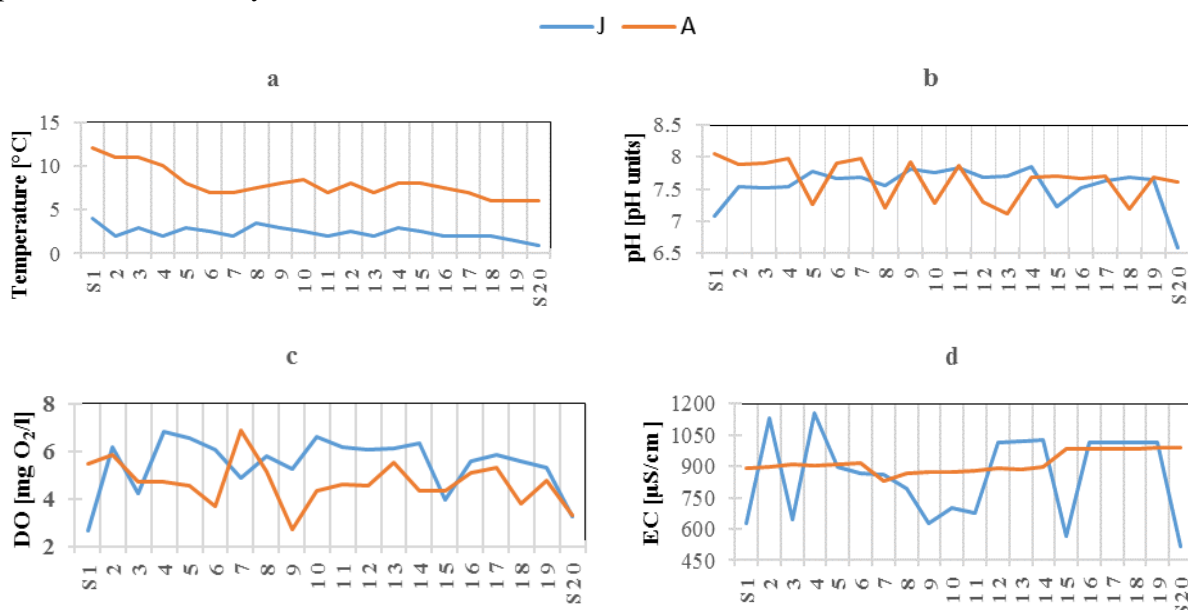 J A
a
Temperature [°C]
15
10
5
0
S1 2 3 4 5 6 7 8 9 10 11 12 13 14 15 16 17 18 19 S20
b
pH [pH units]
8.5
8
7.5
7
6.5
S1 2 3 4 5 6 7 8 9 10 11 12 13 14 15 16 17 18 19 S20
c
DO [mg O₂/l]
8
6
4
2
S1 2 3 4 5 6 7 8 9 10 11 12 13 14 15 16 17 18 19 S20
d
EC [µS/cm ]
1200
1050
900
750
600
450
S1 2 3 4 5 6 7 8 9 10 11 12 13 14 15 16 17 18 19 S20